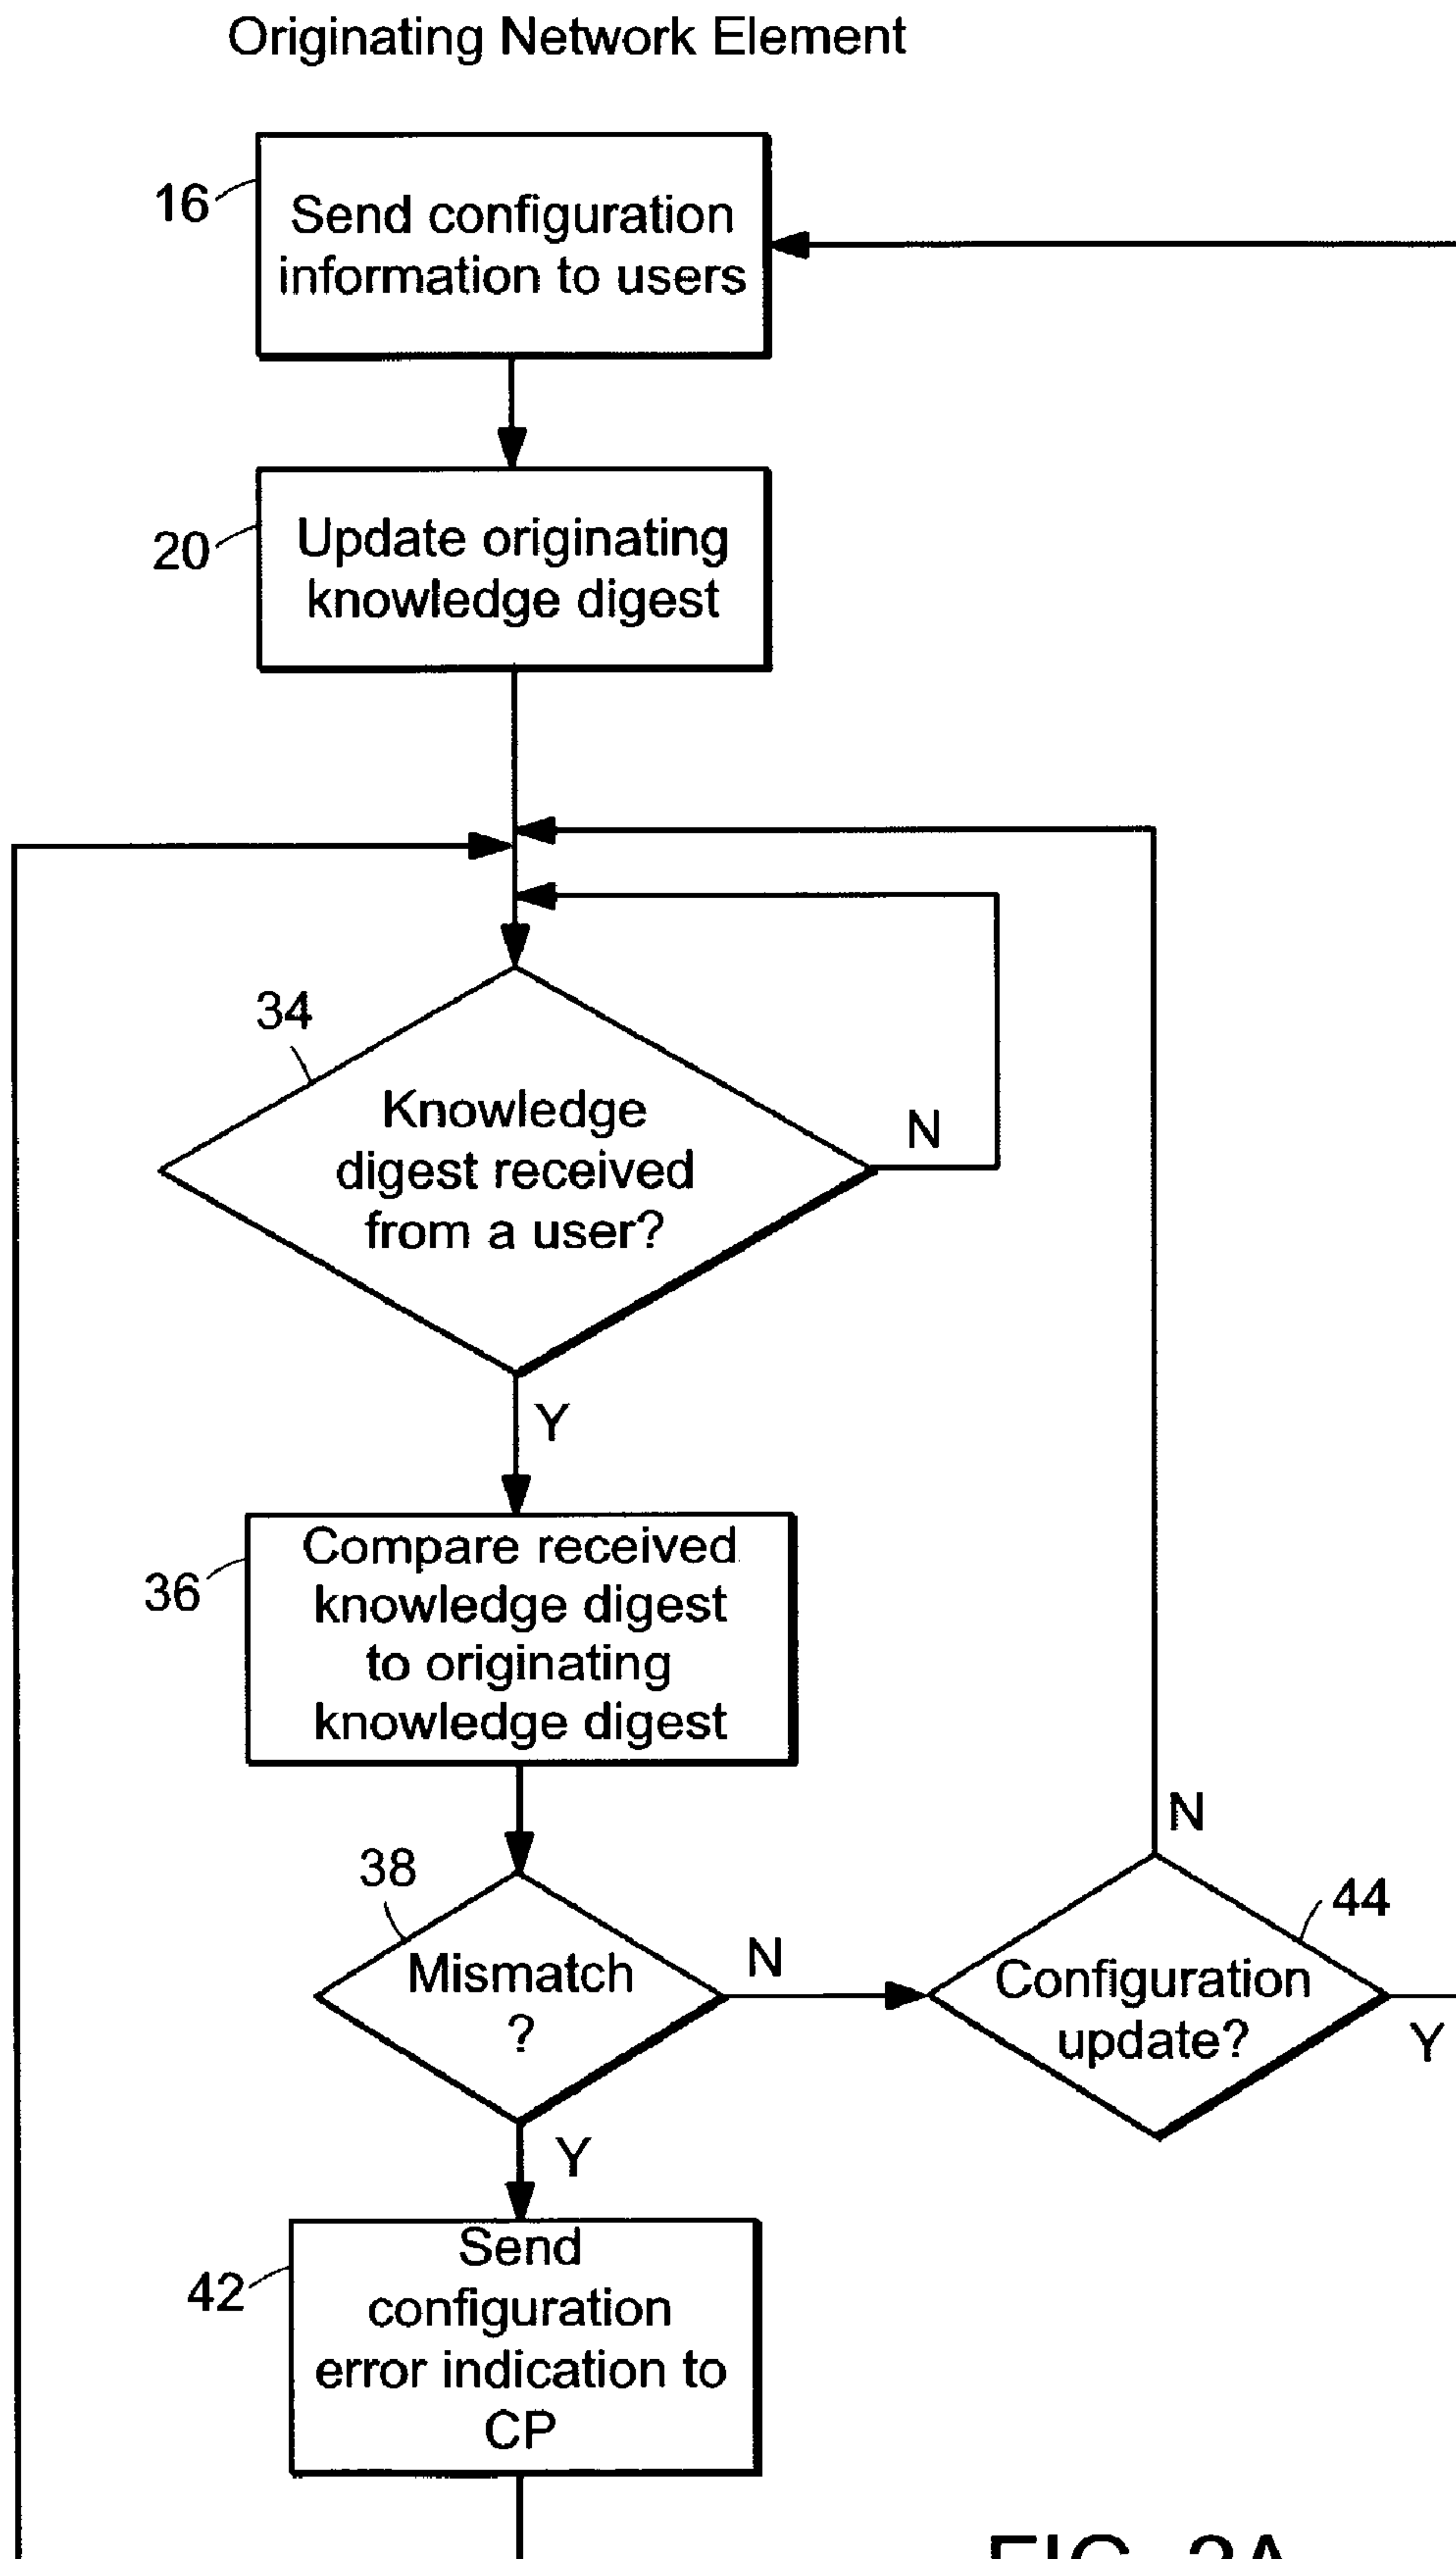 Originating Network Element
16
Send configuration
information to users
20
Update originating
knowledge digest
34
Knowledge
digest received
from a user?
N
Y
36
Compare received
knowledge digest
to originating
knowledge digest
38
Mismatch
?
N
Y
N
44
Configuration
update?
Y
42
Send
configuration
error indication to
CP
FIG. 2A